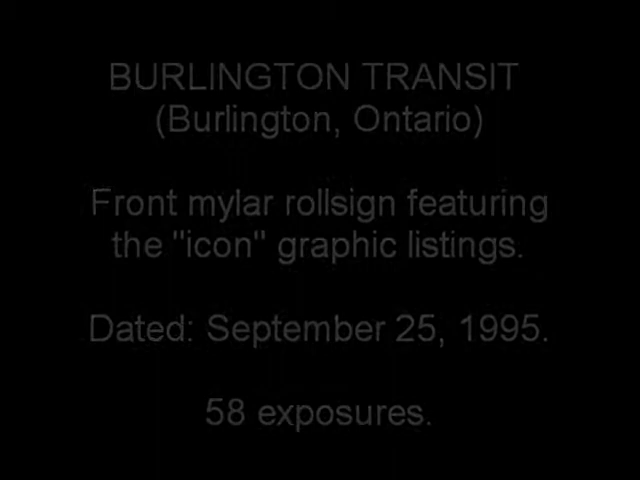 BURLINGTON TRANSIT
(Burlington, Ontario)
Front mylar rollsign featuring
the "icon" graphic listings.
Dated: September 25, 1995.
58 exposures.